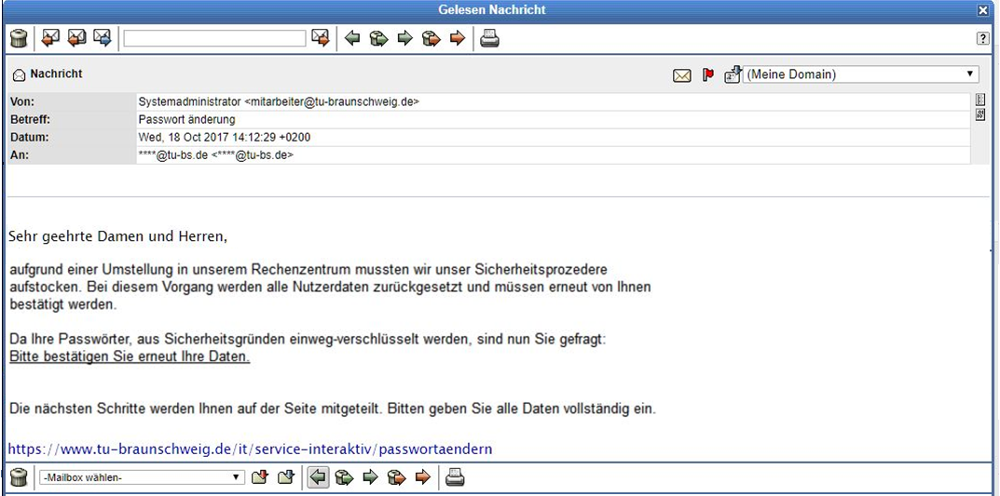 Gelesen Nachricht
Nachricht
(Meine Domain)
Von: Systemadministrator <mitarbeiter@tu-braunschweig.de>
Betreff: Passwort änderung
Datum: Wed, 18 Oct 2017 14:12:29 +0200
An: ****@tu-bs.de <****@tu-bs.de>
Sehr geehrte Damen und Herren,
aufgrund einer Umstellung in unserem Rechenzentrum mussten wir unser Sicherheitsprozedere
aufstocken. Bei diesem Vorgang werden alle Nutzerdaten zurückgesetzt und müssen erneut von Ihnen
bestätigt werden.
Da Ihre Passwörter, aus Sicherheitsgründen einweg-verschlüsselt werden, sind nun Sie gefragt:
Bitte bestätigen Sie erneut Ihre Daten.
Die nächsten Schritte werden Ihnen auf der Seite mitgeteilt. Bitten geben Sie alle Daten vollständig ein.
https://www.tu-braunschweig.de/it/service-interaktiv/passwortaendern
-Mailbox wählen-